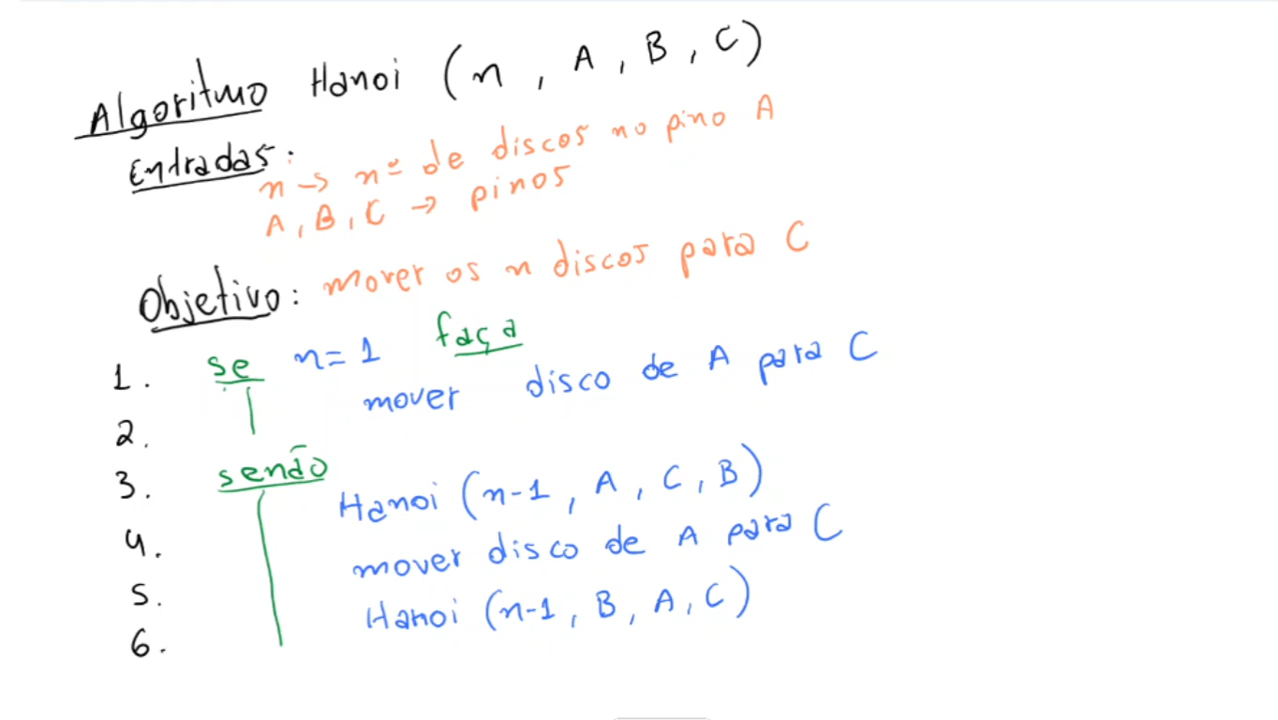 Algoritmo Hanoi (n, A, B, C)
Entradas:
n → nº de discos no pino A
A, B, C → pinos
Objetivo: mover os n discos para C
1. se n=1 faça
2. mover disco de A para C
3. senão
4. Hanoi (n-1, A, C, B)
5. mover disco de A para C
6. Hanoi (n-1, B, A, C)